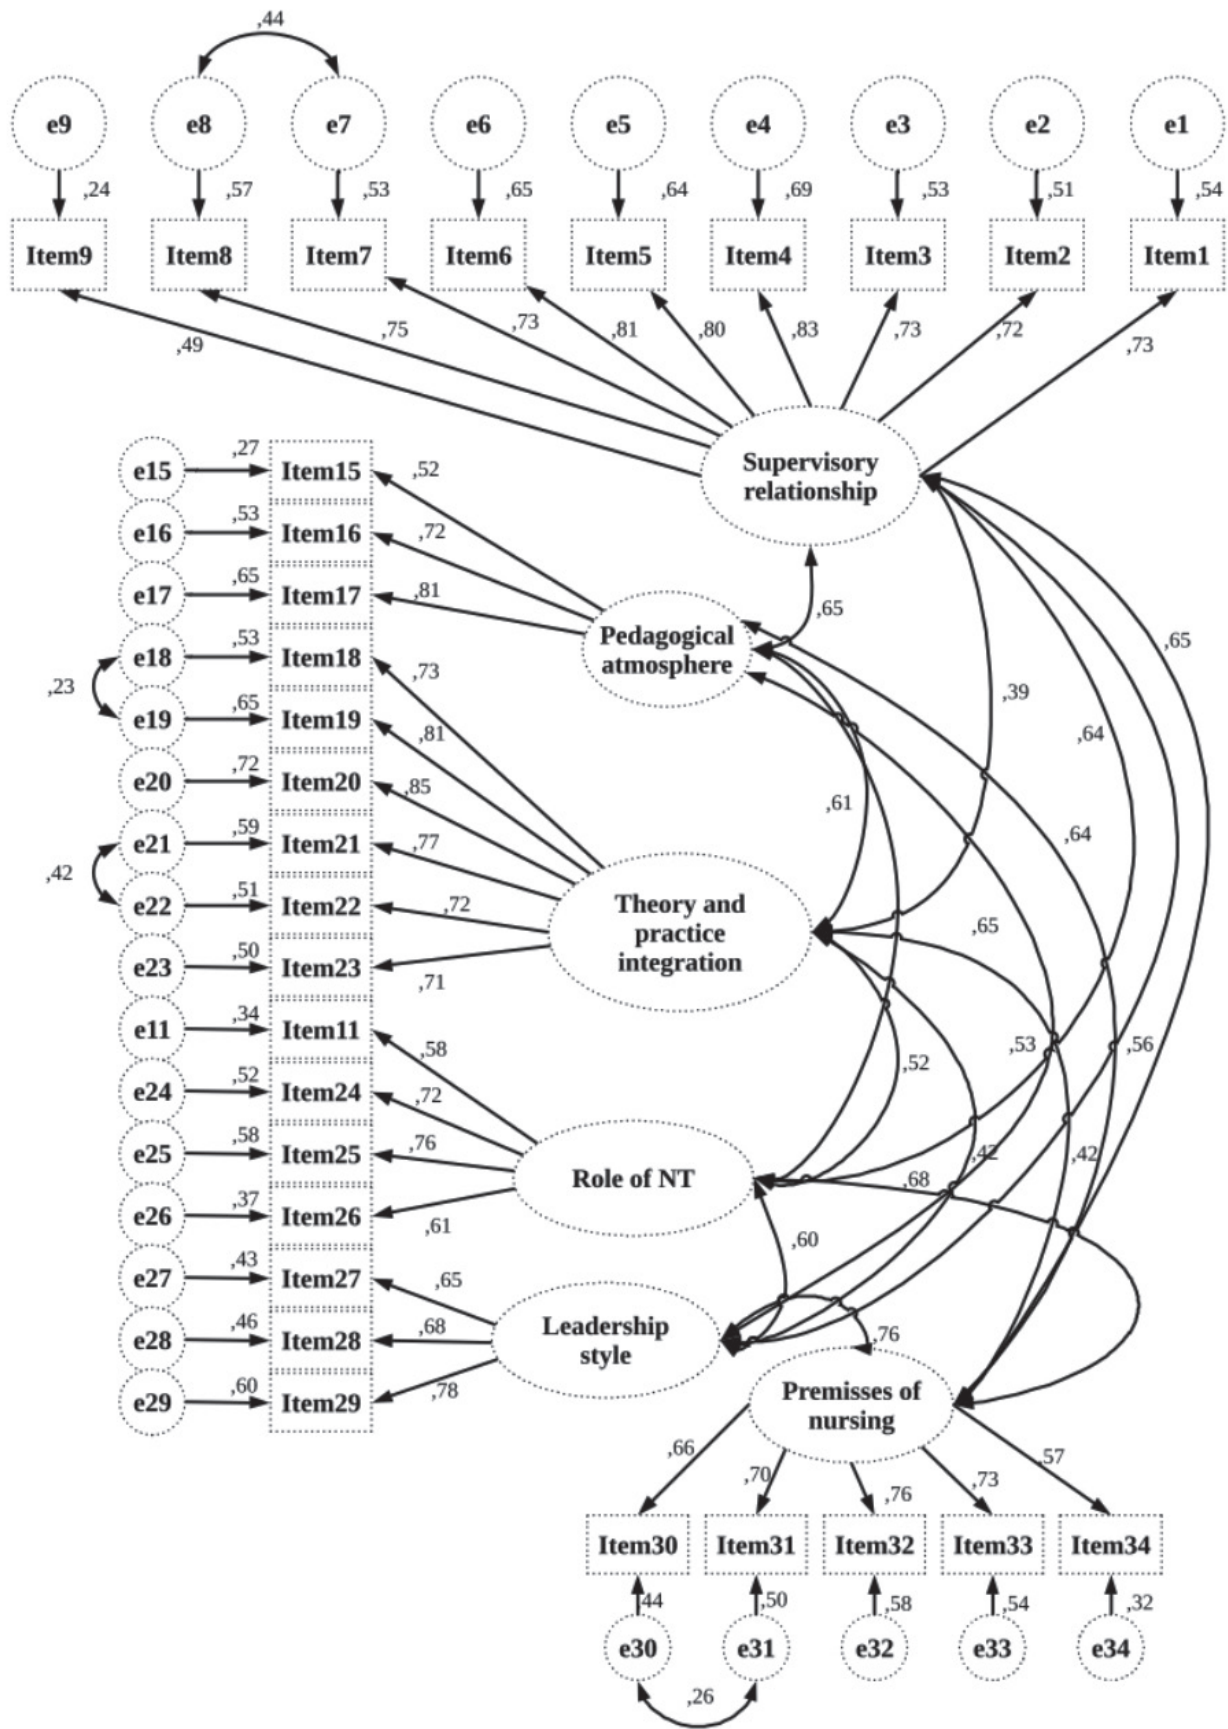 ,44
e9 e8 e7 e6 e5 e4 e3 e2 e1
,24 ,57 ,53 ,65 ,64 ,69 ,53 ,51 ,54
Item9 Item8 Item7 Item6 Item5 Item4 Item3 Item2 Item1
,49 ,75 ,73 ,81 ,80 ,83 ,73 ,72 ,73
Supervisory
relationship
e15 ,27 Item15 ,52
e16 ,53 Item16 ,72
e17 ,65 Item17 ,81
e18 ,53 Item18 ,73
,23
e19 ,65 Item19 ,81
e20 ,72 Item20 ,85
e21 ,59 Item21 ,77
,42
e22 ,51 Item22 ,72
e23 ,50 Item23 ,71
e11 ,34 Item11 ,58
e24 ,52 Item24 ,72
e25 ,58 Item25 ,76
e26 ,37 Item26 ,61
e27 ,43 Item27 ,65
e28 ,46 Item28 ,68
e29 ,60 Item29 ,78
Pedagogical
atmosphere
Theory and
practice
integration
Role of NT
Leadership
style
,65
,65
,39
,64
,61
,64
,65
,53
,56
,52
,42
,42
,68
,60
,76
Premisses of
nursing
,66 ,70 ,76 ,73 ,57
Item30 Item31 Item32 Item33 Item34
,44 ,50 ,58 ,54 ,32
e30 e31 e32 e33 e34
,26